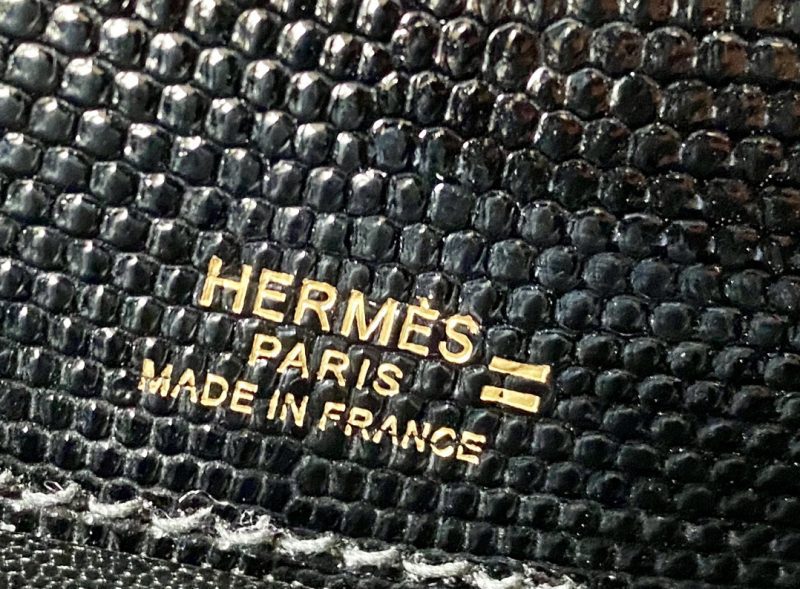 HERMÈS =
PARIS
MADE IN FRANCE